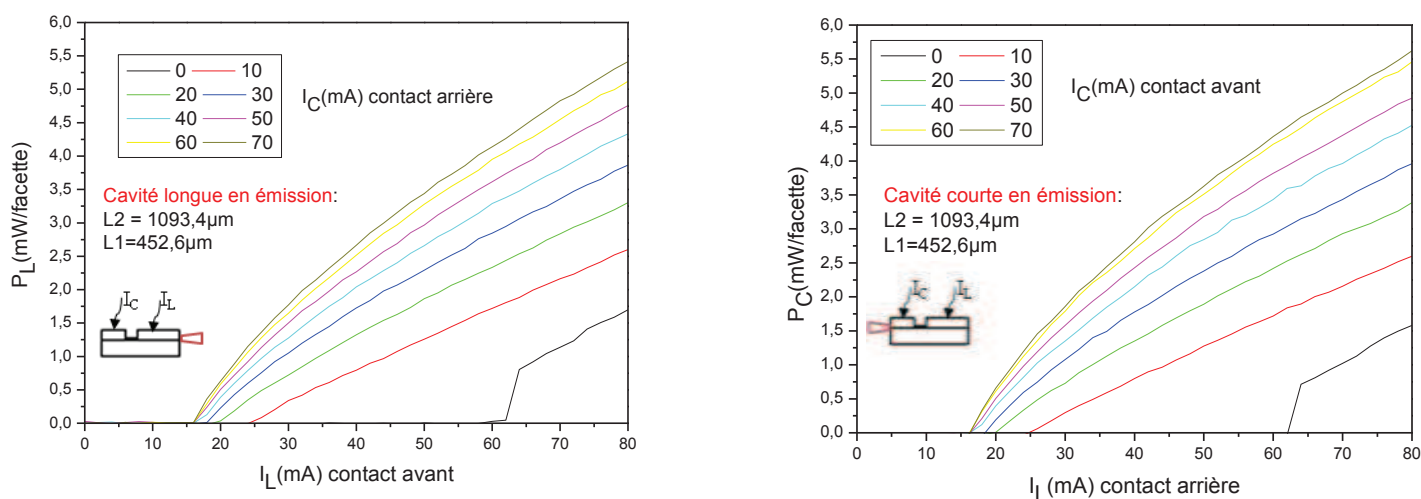 6,0
5,5
5,0
4,5
4,0
3,5
3,0
2,5
2,0
1,5
1,0
0,5
0,0
P_L(mW/facette)
0 10
20 30
40 50
60 70
I_C(mA) contact arrière
Cavité longue en émission:
L2 = 1093,4µm
L1=452,6µm
I_C I_L
0 10 20 30 40 50 60 70 80
I_L(mA) contact avant
6,0
5,5
5,0
4,5
4,0
3,5
3,0
2,5
2,0
1,5
1,0
0,5
0,0
P_C(mW/facette)
0 10
20 30
40 50
60 70
I_C(mA) contact avant
Cavité courte en émission:
L2 = 1093,4µm
L1=452,6µm
I_C I_L
0 10 20 30 40 50 60 70 80
I_L(mA) contact arrière